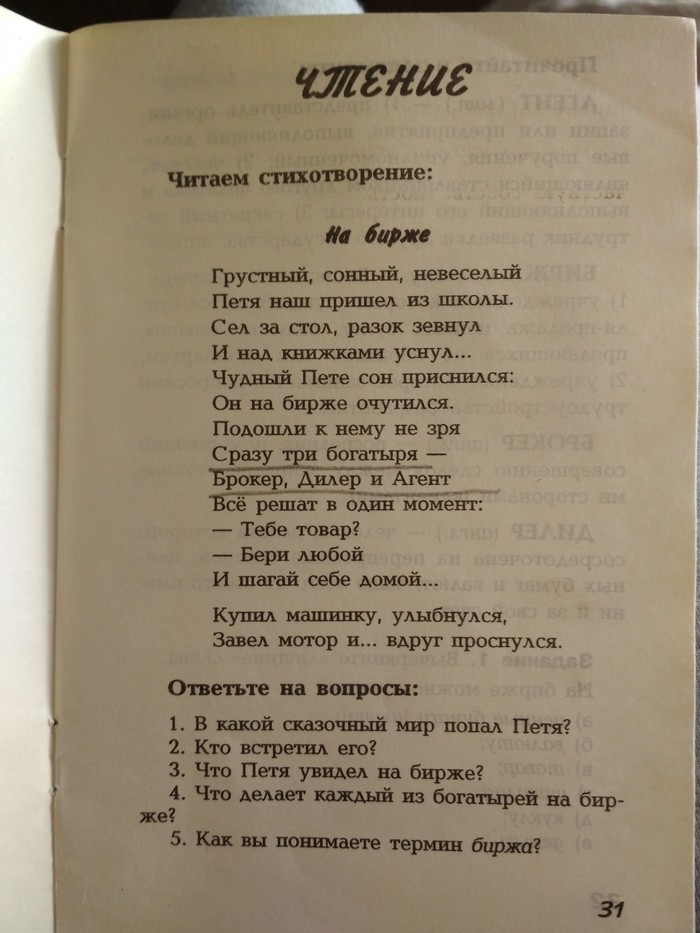 ЧТЕНИЕ
Читаем стихотворение:
На бирже
Грустный, сонный, невеселый
Петя наш пришел из школы.
Сел за стол, разок зевнул
И над книжками уснул...
Чудный Пете сон приснился:
Он на бирже очутился.
Подошли к нему не зря
Сразу три богатыря —
Брокер, Дилер и Агент
Всё решат в один момент:
— Тебе товар?
— Бери любой
И шагай себе домой...
Купил машинку, улыбнулся,
Завел мотор и... вдруг проснулся.
Ответьте на вопросы:
1. В какой сказочный мир попал Петя?
2. Кто встретил его?
3. Что Петя увидел на бирже?
4. Что делает каждый из богатырей на бир-
же?
5. Как вы понимаете термин биржа?
31